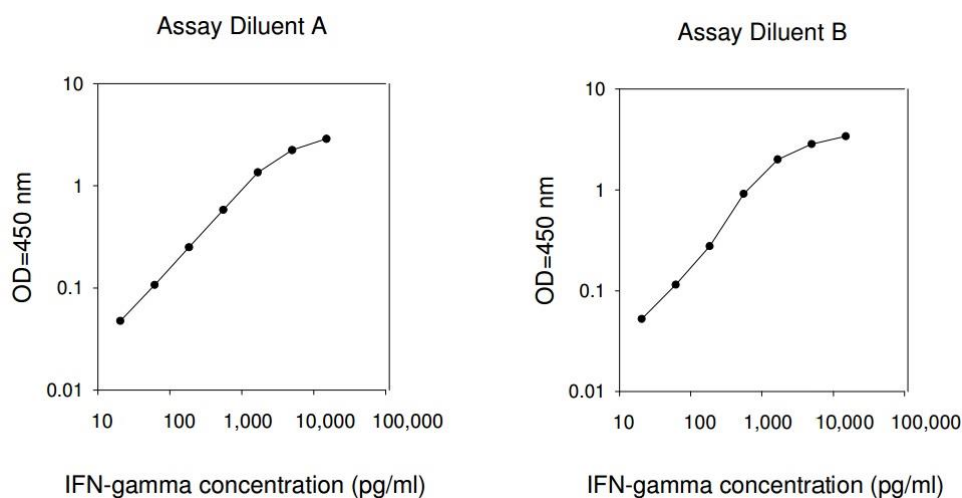 Assay Diluent A
10
1
0.1
0.01
OD=450 nm
10 100 1,000 10,000 100,000
IFN-gamma concentration (pg/ml)
Assay Diluent B
10
1
0.1
0.01
OD=450 nm
10 100 1,000 10,000 100,000
IFN-gamma concentration (pg/ml)